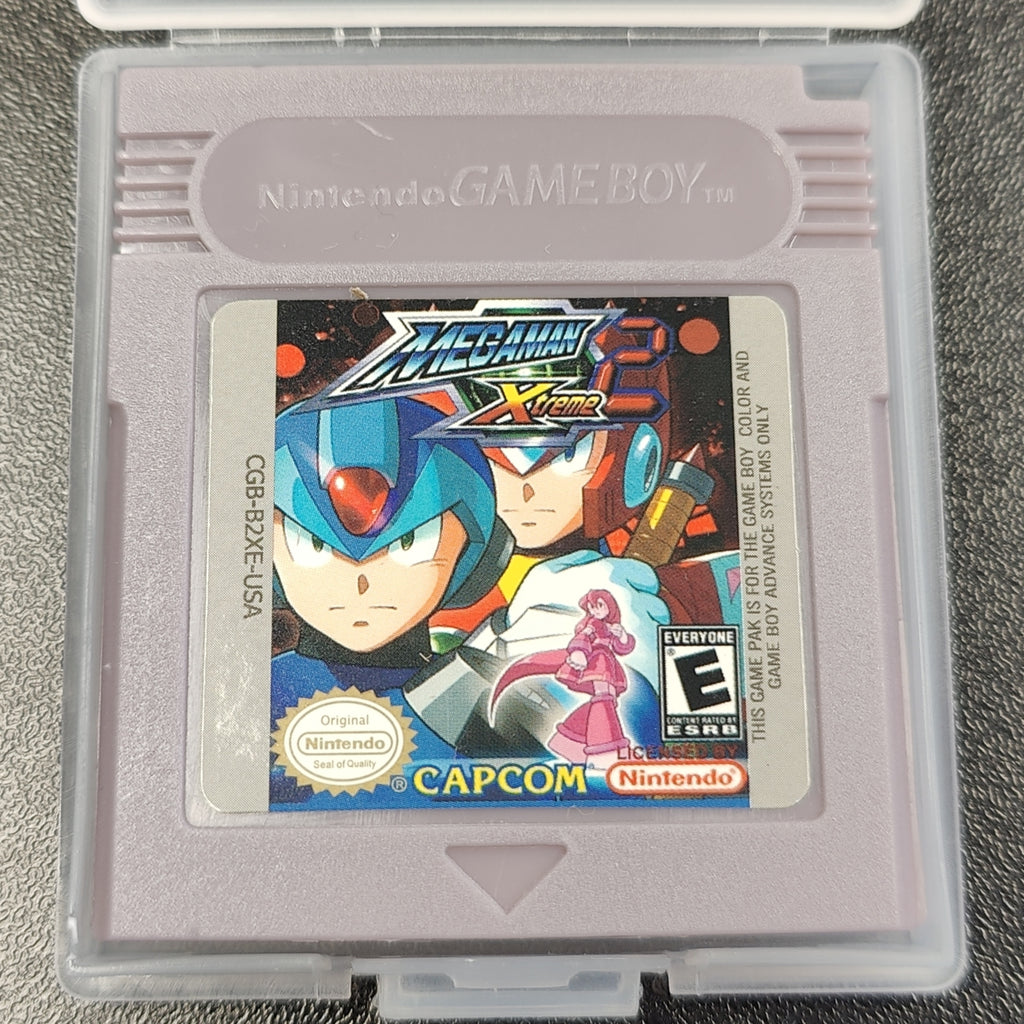 Nintendo GAME BOY TM
MEGAMAN
Xtreme 2
CGB-B2XE-USA
THIS GAME PAK IS FOR THE GAME BOY COLOR AND
GAME BOY ADVANCE SYSTEMS ONLY
EVERYONE
E
CONTENT RATED BY
ESRB
Original
Nintendo
Seal of Quality
® CAPCOM
LICENSED BY
Nintendo®